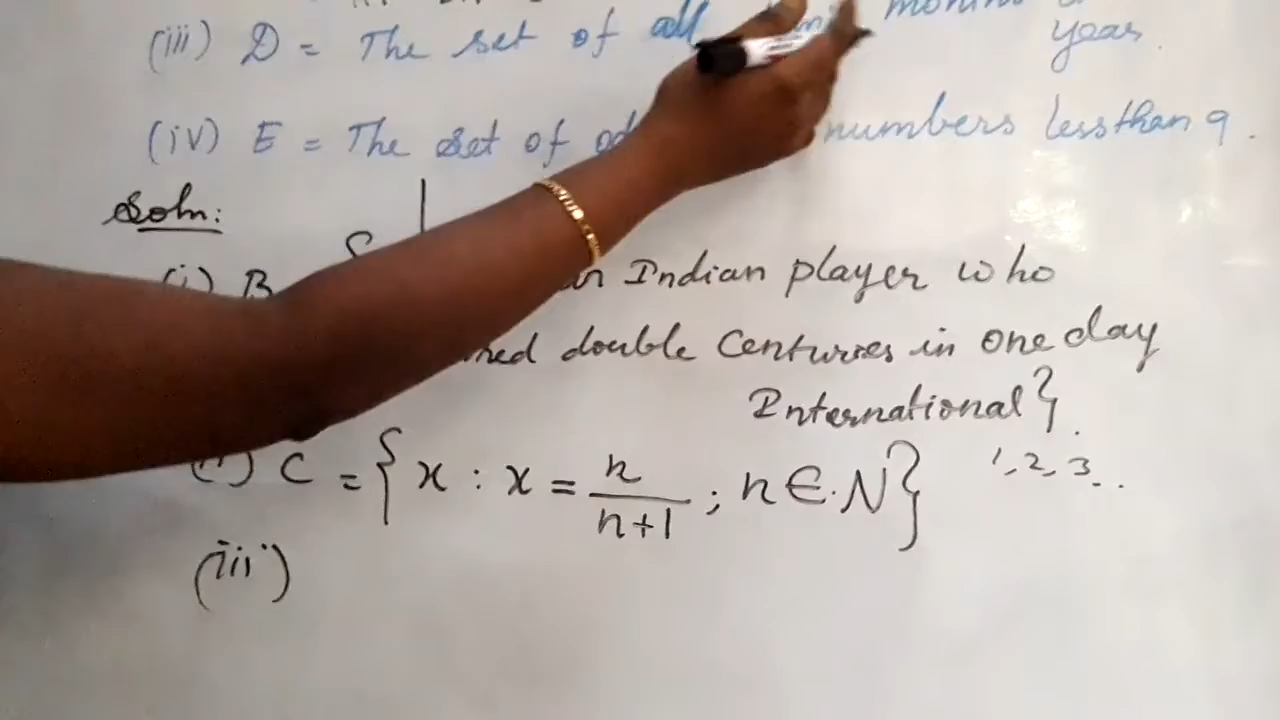 (iii) D = The set of all months
year.
(iv) E = The set of numbers less than 9.
Soln:
(i) B { Indian player who
double Centuries in one day
International}.
C = {x : x = n/n+1 ; n ∈ N} 1, 2, 3...
(iii)